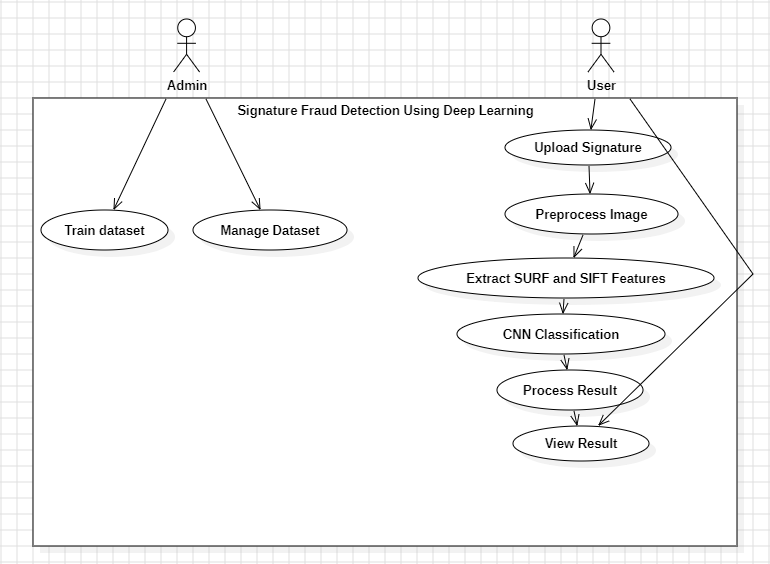 Admin
User
Signature Fraud Detection Using Deep Learning
Upload Signature
Preprocess Image
Train dataset
Manage Dataset
Extract SURF and SIFT Features
CNN Classification
Process Result
View Result